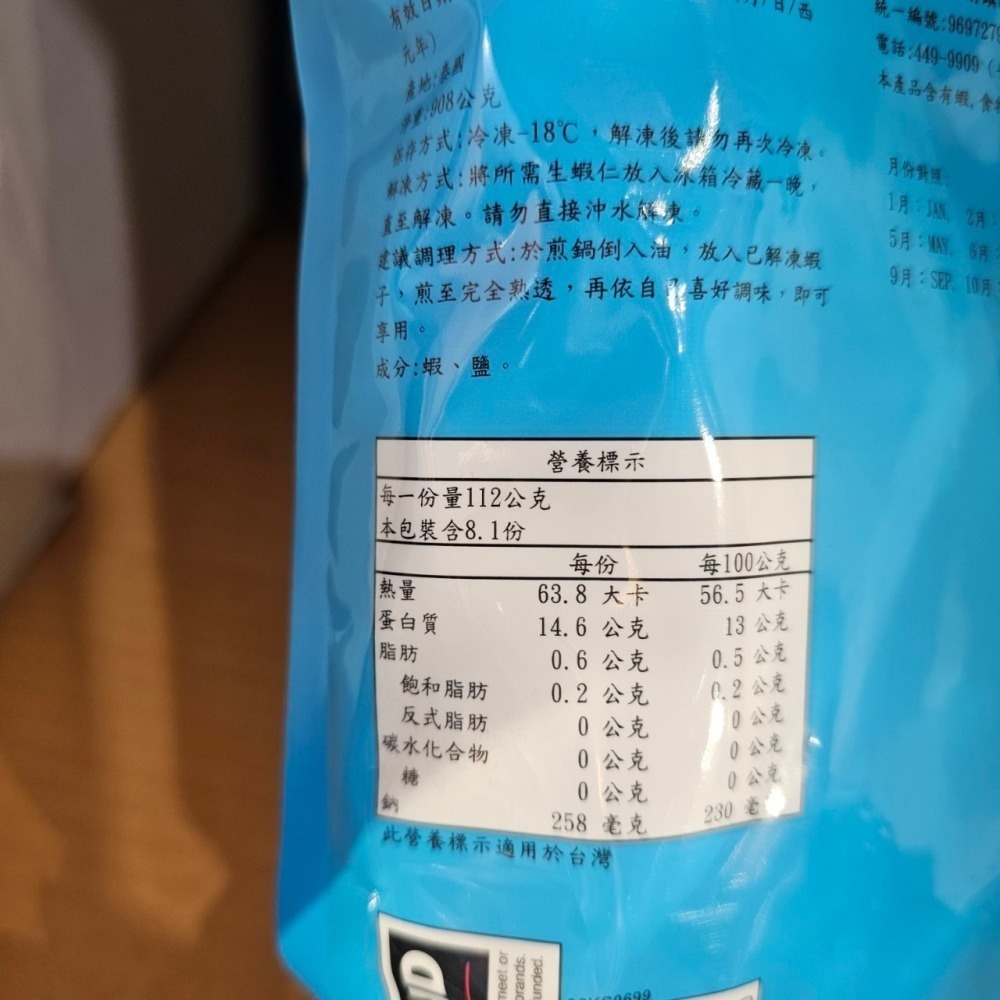 有效日期
日/西
統一編號:969727
元年)
電話:449-9909 (
產地:泰國
本產品含有蝦,食
淨重:908公克
保存方式:冷凍-18℃,解凍後請勿再次冷凍。
解凍方式:將所需生蝦仁放入冰箱冷藏一晚,
直至解凍。請勿直接沖水解凍。
建議調理方式:於煎鍋倒入油,放入已解凍蝦
子,煎至完全熟透,再依自己喜好調味,即可
享用。
成分:蝦、鹽。
月份對照:
1月:JAN. 2月:
5月:MAY. 6月:
9月:SEP. 10月
營養標示
每一份量112公克
本包裝含8.1份
每份 每100公克
熱量 63.8 大卡 56.5 大卡
蛋白質 14.6 公克 13 公克
脂肪 0.6 公克 0.5 公克
飽和脂肪 0.2 公克 0.2 公克
反式脂肪 0 公克 0 公克
碳水化合物 0 公克 0 公克
糖 0 公克 0 公克
鈉 258 毫克 230 毫
此營養標示適用於台灣
meet or
brands.
unded.